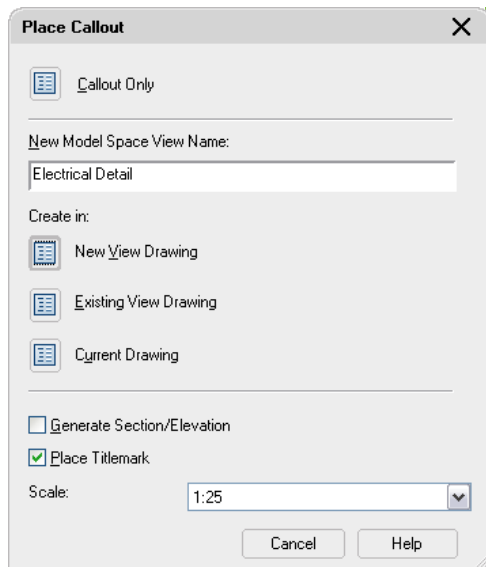 Place Callout
Callout Only
New Model Space View Name:
Electrical Detail
Create in:
New View Drawing
Existing View Drawing
Current Drawing
Generate Section/Elevation
Place Titlemark
Scale: 1:25
Cancel Help